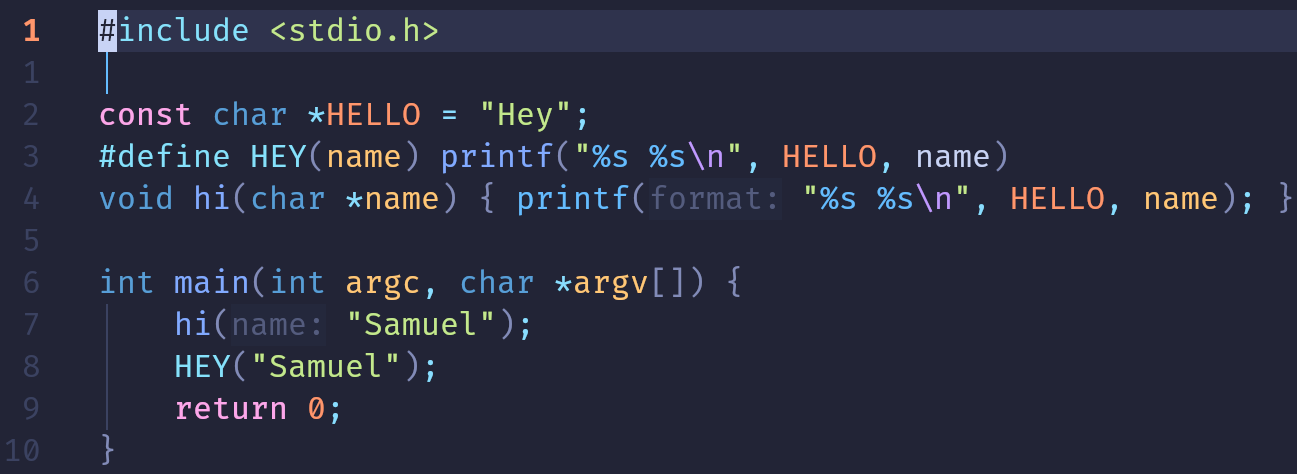 1 #include <stdio.h>
1
2 const char *HELLO = "Hey";
3 #define HEY(name) printf("%s %s\n", HELLO, name)
4 void hi(char *name) { printf(format: "%s %s\n", HELLO, name); }
5
6 int main(int argc, char *argv[]) {
7     hi(name: "Samuel");
8     HEY("Samuel");
9     return 0;
10 }